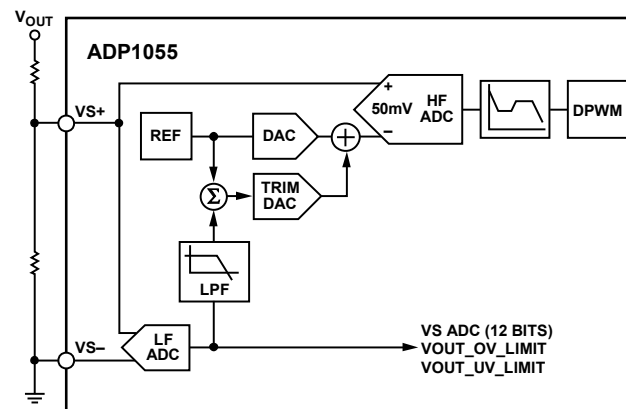 VOUT
ADP1055
VS+
REF
DAC
+
50mV
HF
ADC
–
DPWM
+
Σ
TRIM
DAC
LPF
VS–
LF
ADC
VS ADC (12 BITS)
VOUT_OV_LIMIT
VOUT_UV_LIMIT